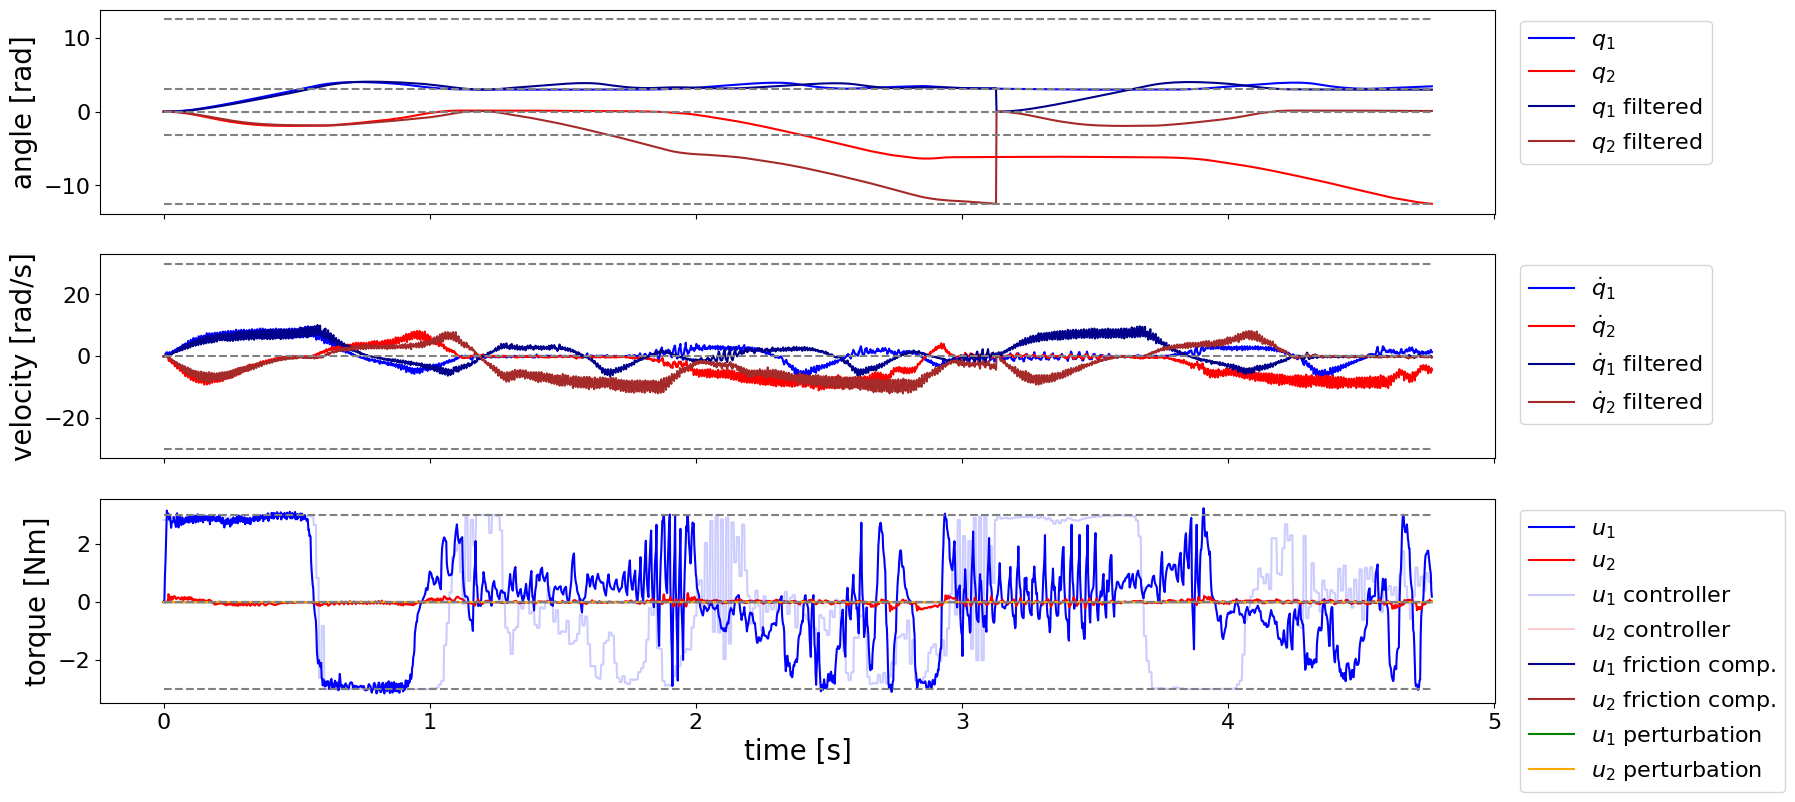 angle [rad]
10
0
−10
q₁
q₂
q₁ filtered
q₂ filtered
velocity [rad/s]
20
0
−20
q̇₁
q̇₂
q̇₁ filtered
q̇₂ filtered
torque [Nm]
2
0
−2
0 1 2 3 4 5
time [s]
u₁
u₂
u₁ controller
u₂ controller
u₁ friction comp.
u₂ friction comp.
u₁ perturbation
u₂ perturbation